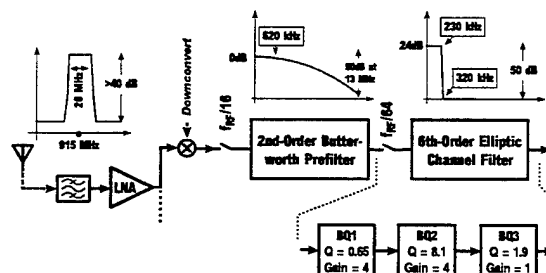 >40 dB
26 MHz
915 MHz
LNA
Downconvert
fRF/16
0dB
620 kHz
50dB at
13 MHz
2nd-Order Butter-
worth Prefilter
fRF/64
24dB
230 kHz
320 kHz
50 dB
6th-Order Elliptic
Channel Filter
BQ1
Q = 0.65
Gain = 4
BQ2
Q = 8.1
Gain = 4
BQ3
Q = 1.9
Gain = 1